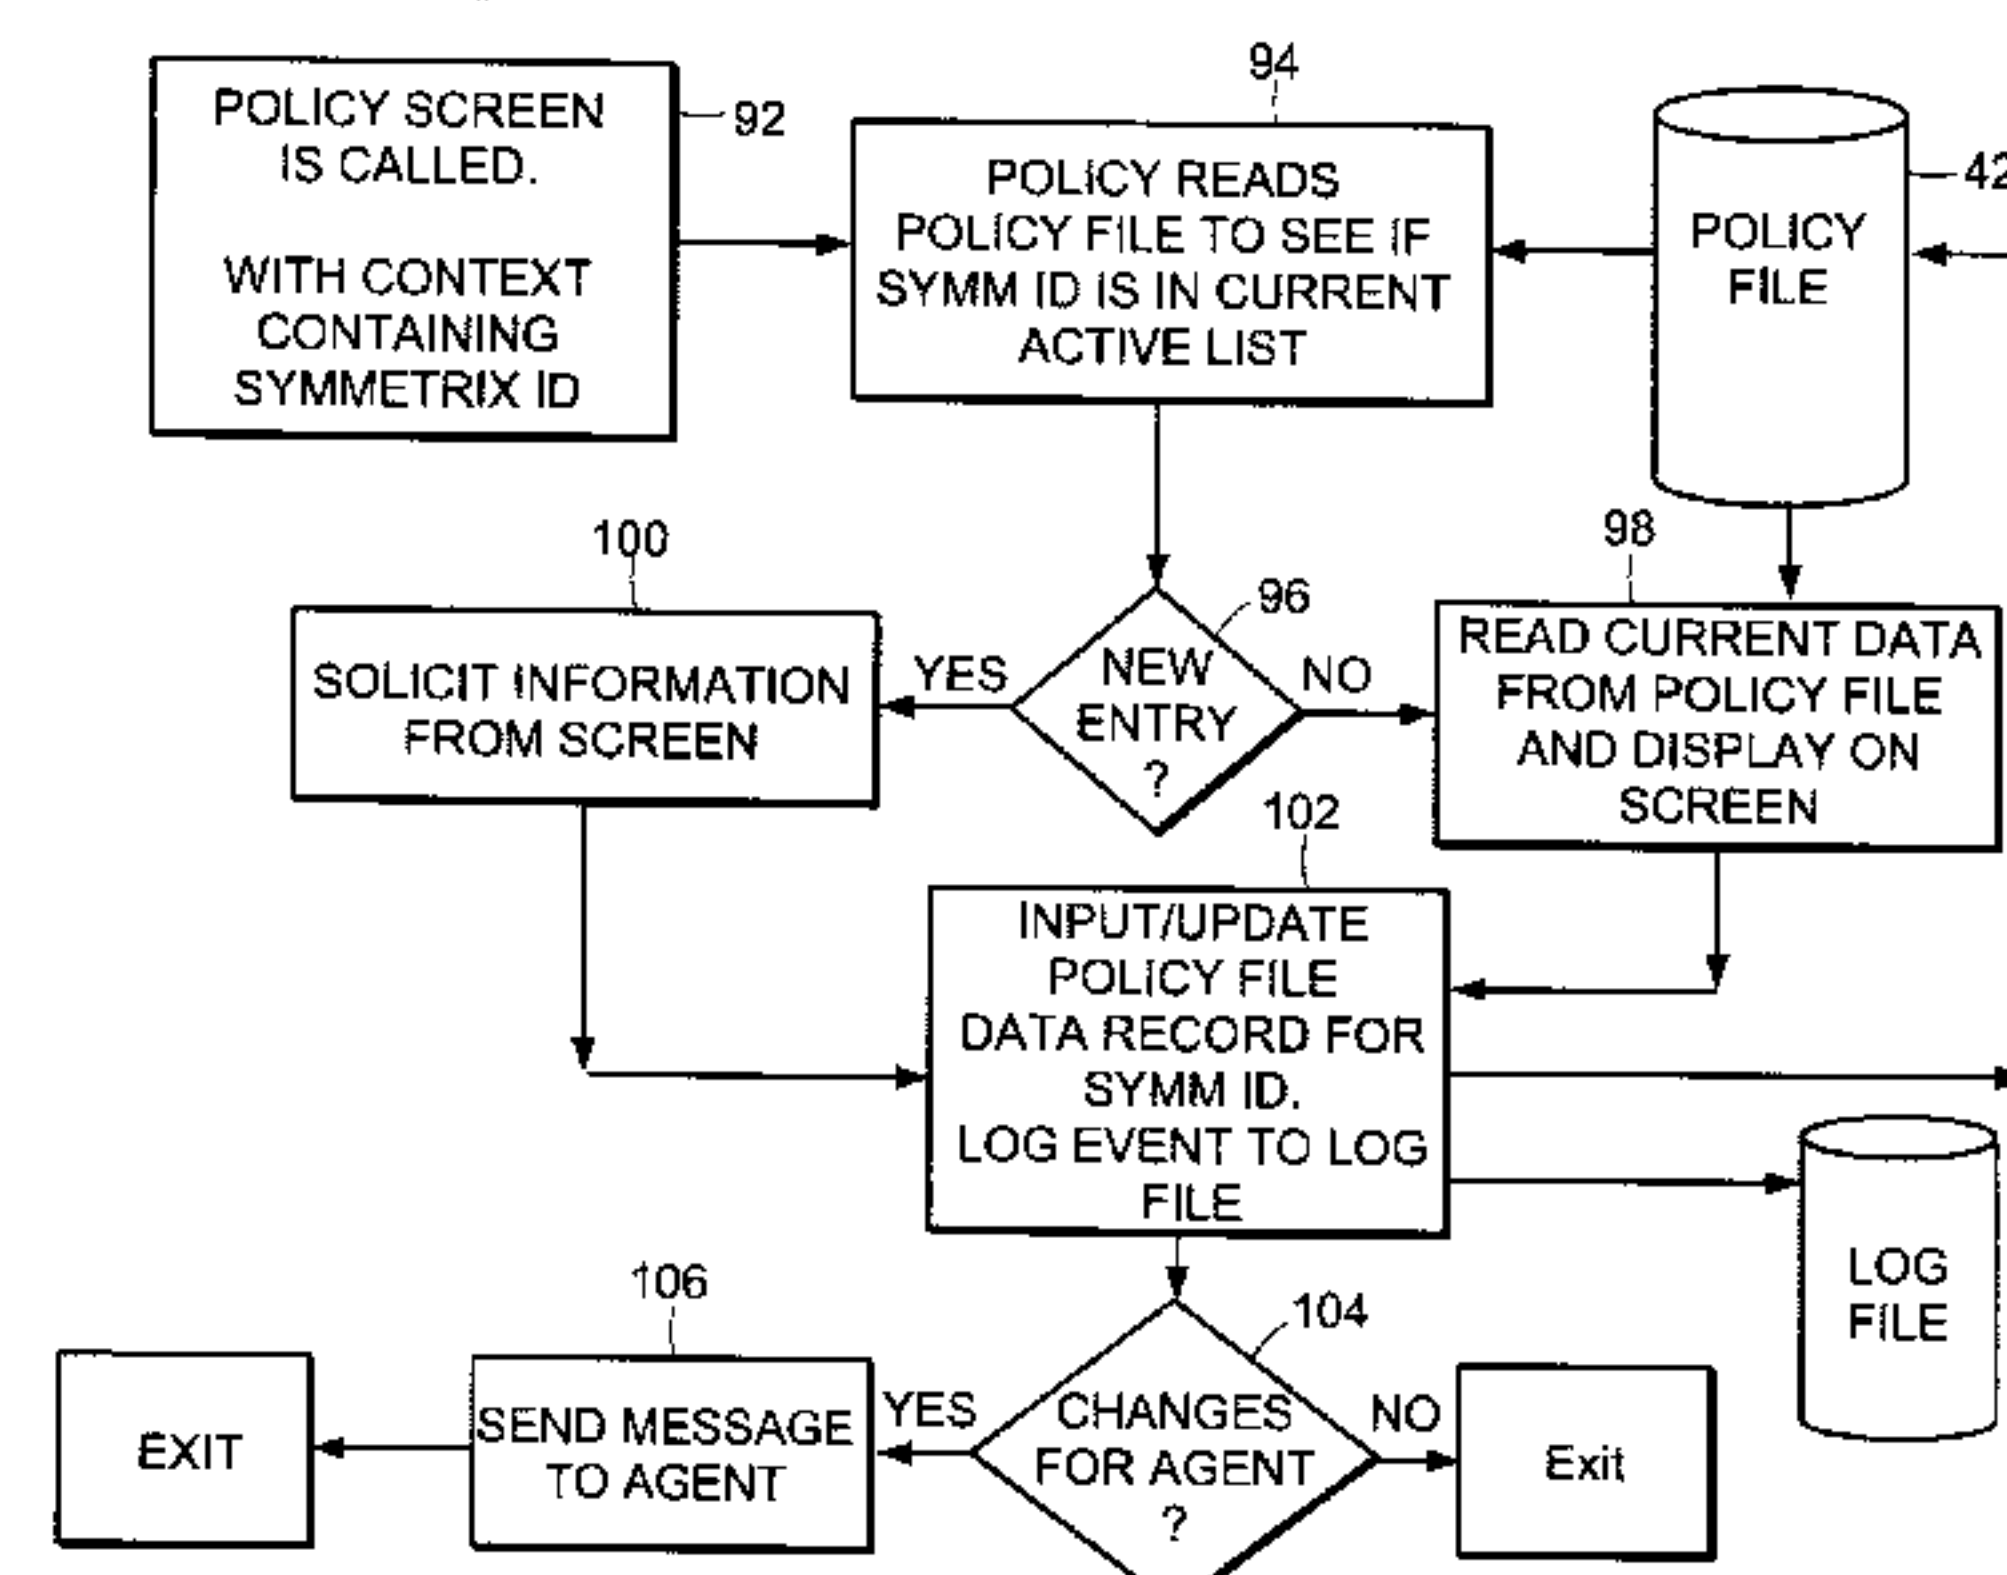 POLICY SCREEN
IS CALLED.
WITH CONTEXT
CONTAINING
SYMMETRIX ID
92
94
POLICY READS
POLICY FILE TO SEE IF
SYMM ID IS IN CURRENT
ACTIVE LIST
POLICY
FILE
42
100
SOLICIT INFORMATION
FROM SCREEN
YES
96
NEW
ENTRY
?
NO
98
READ CURRENT DATA
FROM POLICY FILE
AND DISPLAY ON
SCREEN
102
INPUT/UPDATE
POLICY FILE
DATA RECORD FOR
SYMM ID.
LOG EVENT TO LOG
FILE
LOG
FILE
EXIT
106
SEND MESSAGE
TO AGENT
YES
104
CHANGES
FOR AGENT
?
NO
Exit